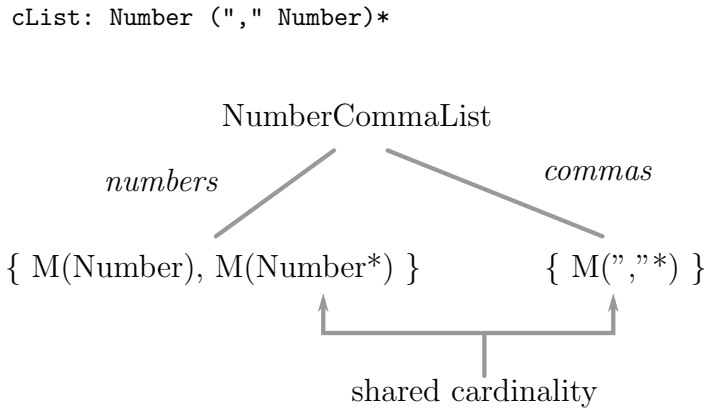 cList: Number ("," Number)*
NumberCommaList
numbers
commas
{ M(Number), M(Number*) }
{ M(”,”*) }
shared cardinality